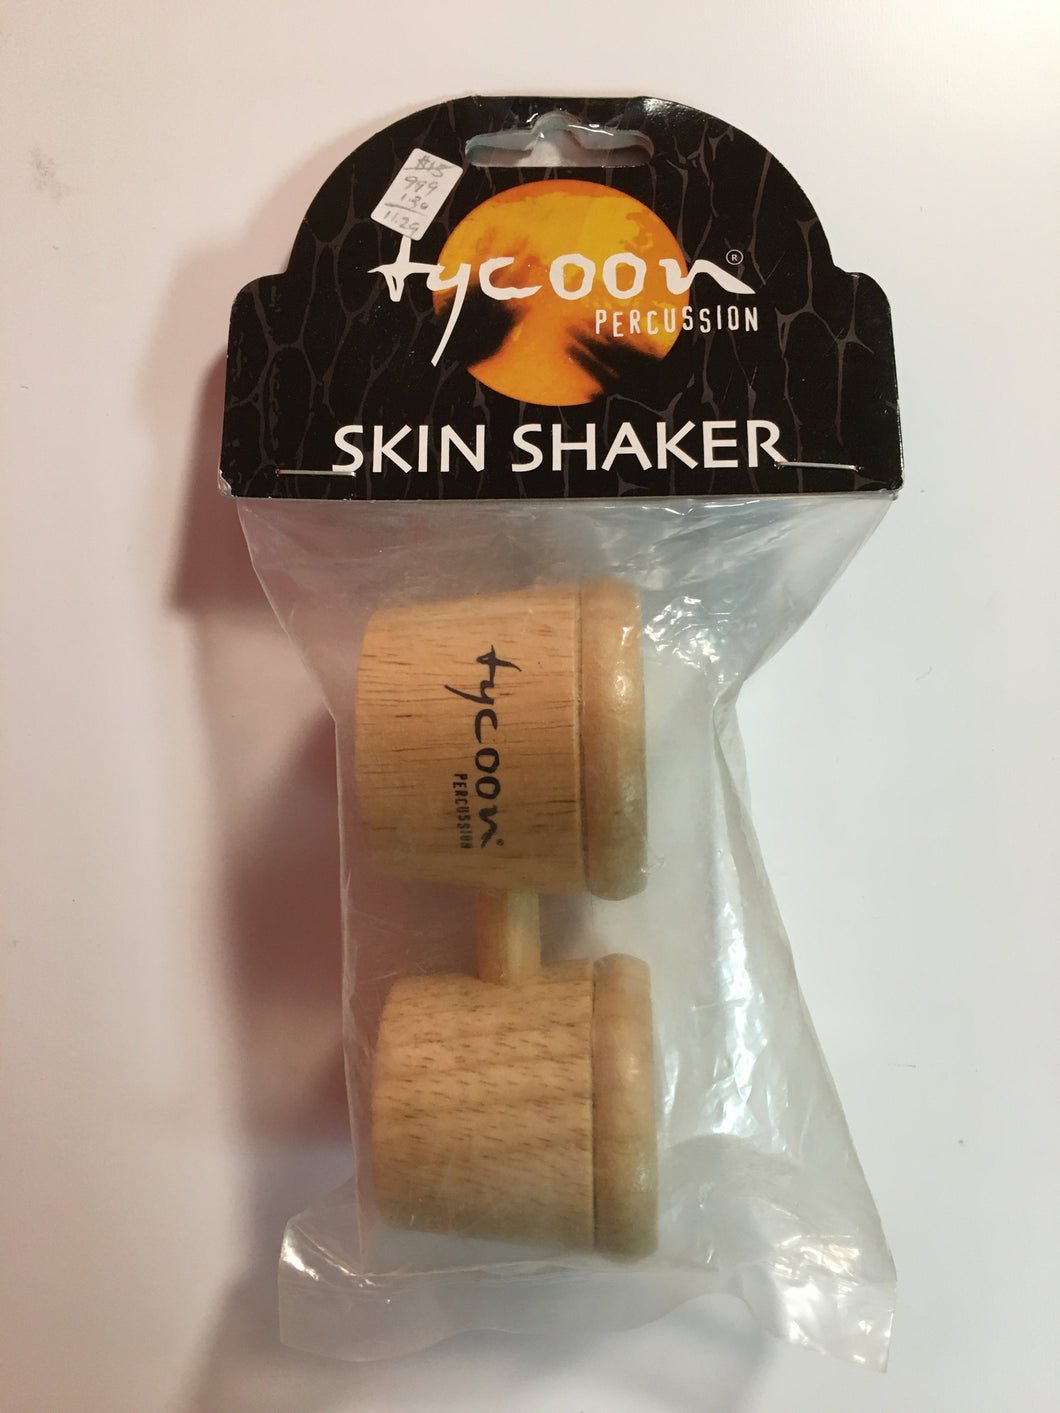 $15
999
1.30
11.29
tycoon®
PERCUSSION
SKIN SHAKER
tycoon®
PERCUSSION